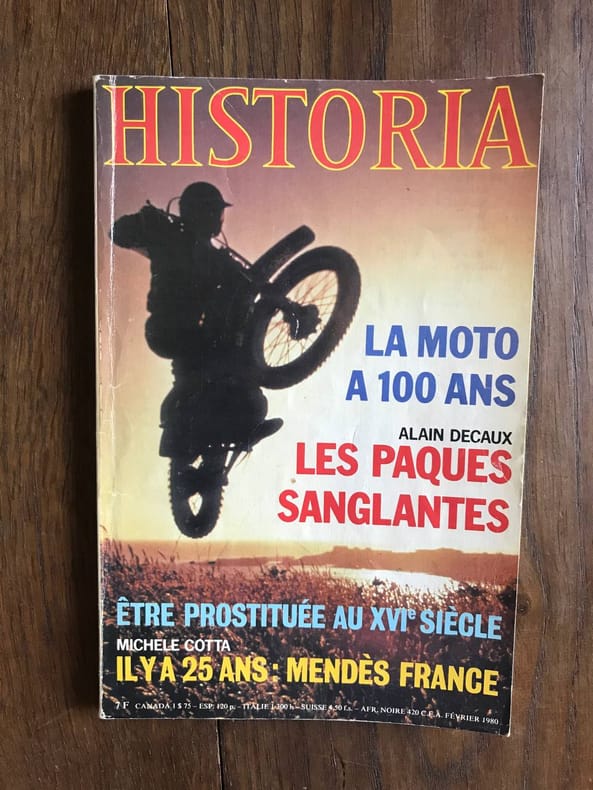 HISTORIA
LA MOTO
A 100 ANS
ALAIN DECAUX
LES PAQUES
SANGLANTES
ÊTRE PROSTITUÉE AU XVIe SIÈCLE
MICHELE COTTA
IL Y A 25 ANS : MENDÈS FRANCE
7 F CANADA 1 $ 75 – ESP. 120 p. – ITALIE 1.300 h – SUISSE 4,50 f.s. – AFR. NOIRE 420 C.F.A. FÉVRIER 1980